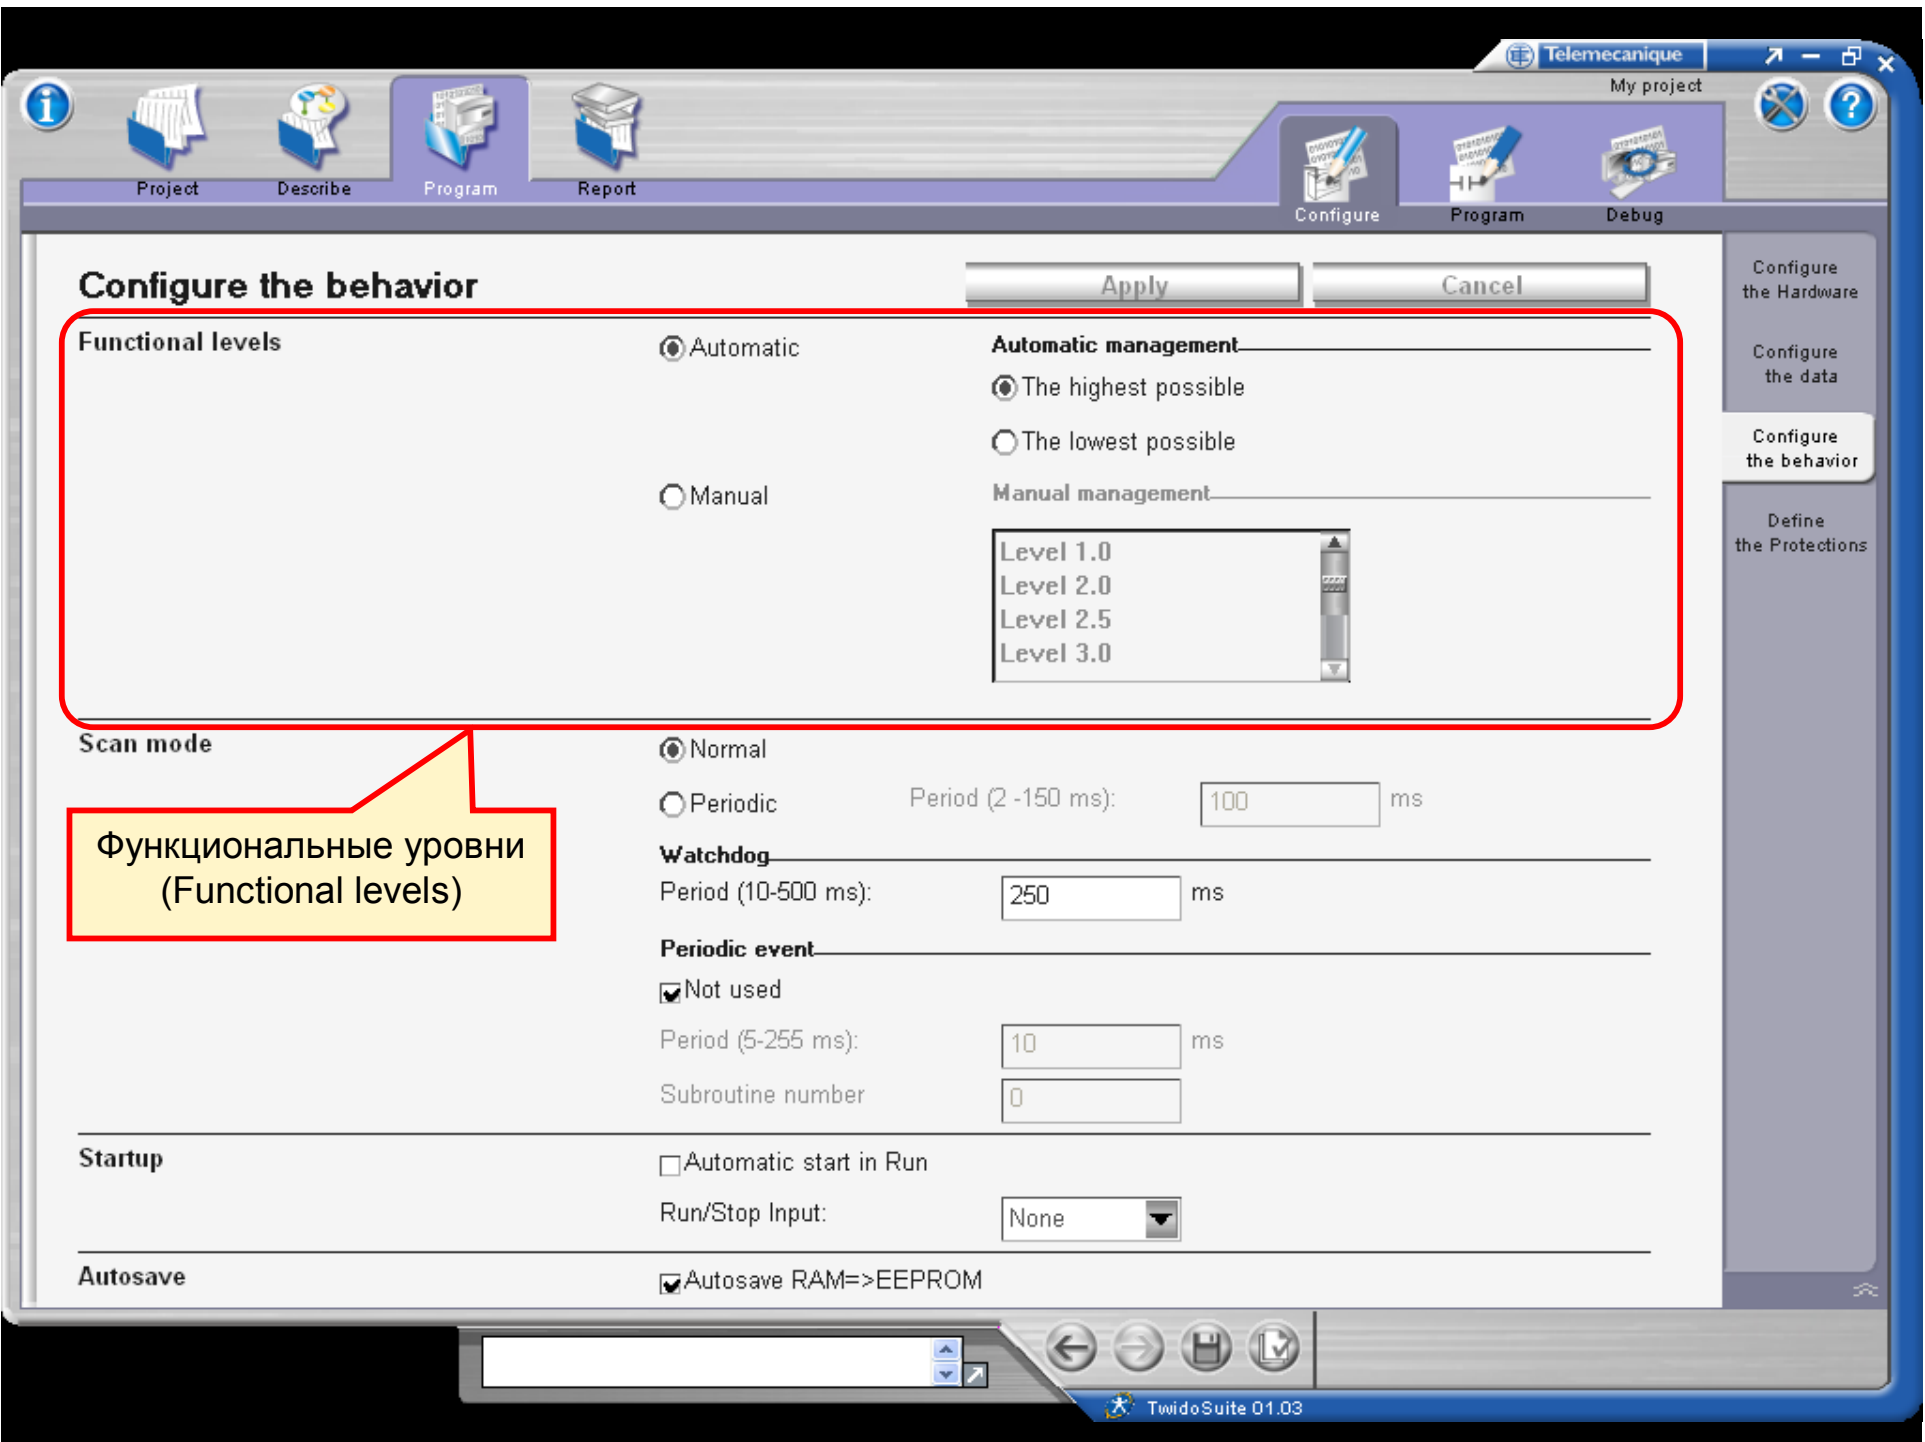 Telemecanique
My project
Project
Describe
Program
Report
Configure
Program
Debug
Configure the behavior
Apply
Cancel
Configure
the Hardware
Configure
the data
Configure
the behavior
Define
the Protections
Functional levels
Automatic
Automatic management
The highest possible
The lowest possible
Manual
Manual management
Level 1.0
Level 2.0
Level 2.5
Level 3.0
Scan mode
Normal
Periodic
Period (2 -150 ms):
100
ms
Функциональные уровни
(Functional levels)
Watchdog
Period (10-500 ms):
250
ms
Periodic event
Not used
Period (5-255 ms):
10
ms
Subroutine number
0
Startup
Automatic start in Run
Run/Stop Input:
None
Autosave
Autosave RAM=>EEPROM
TwidoSuite 01.03